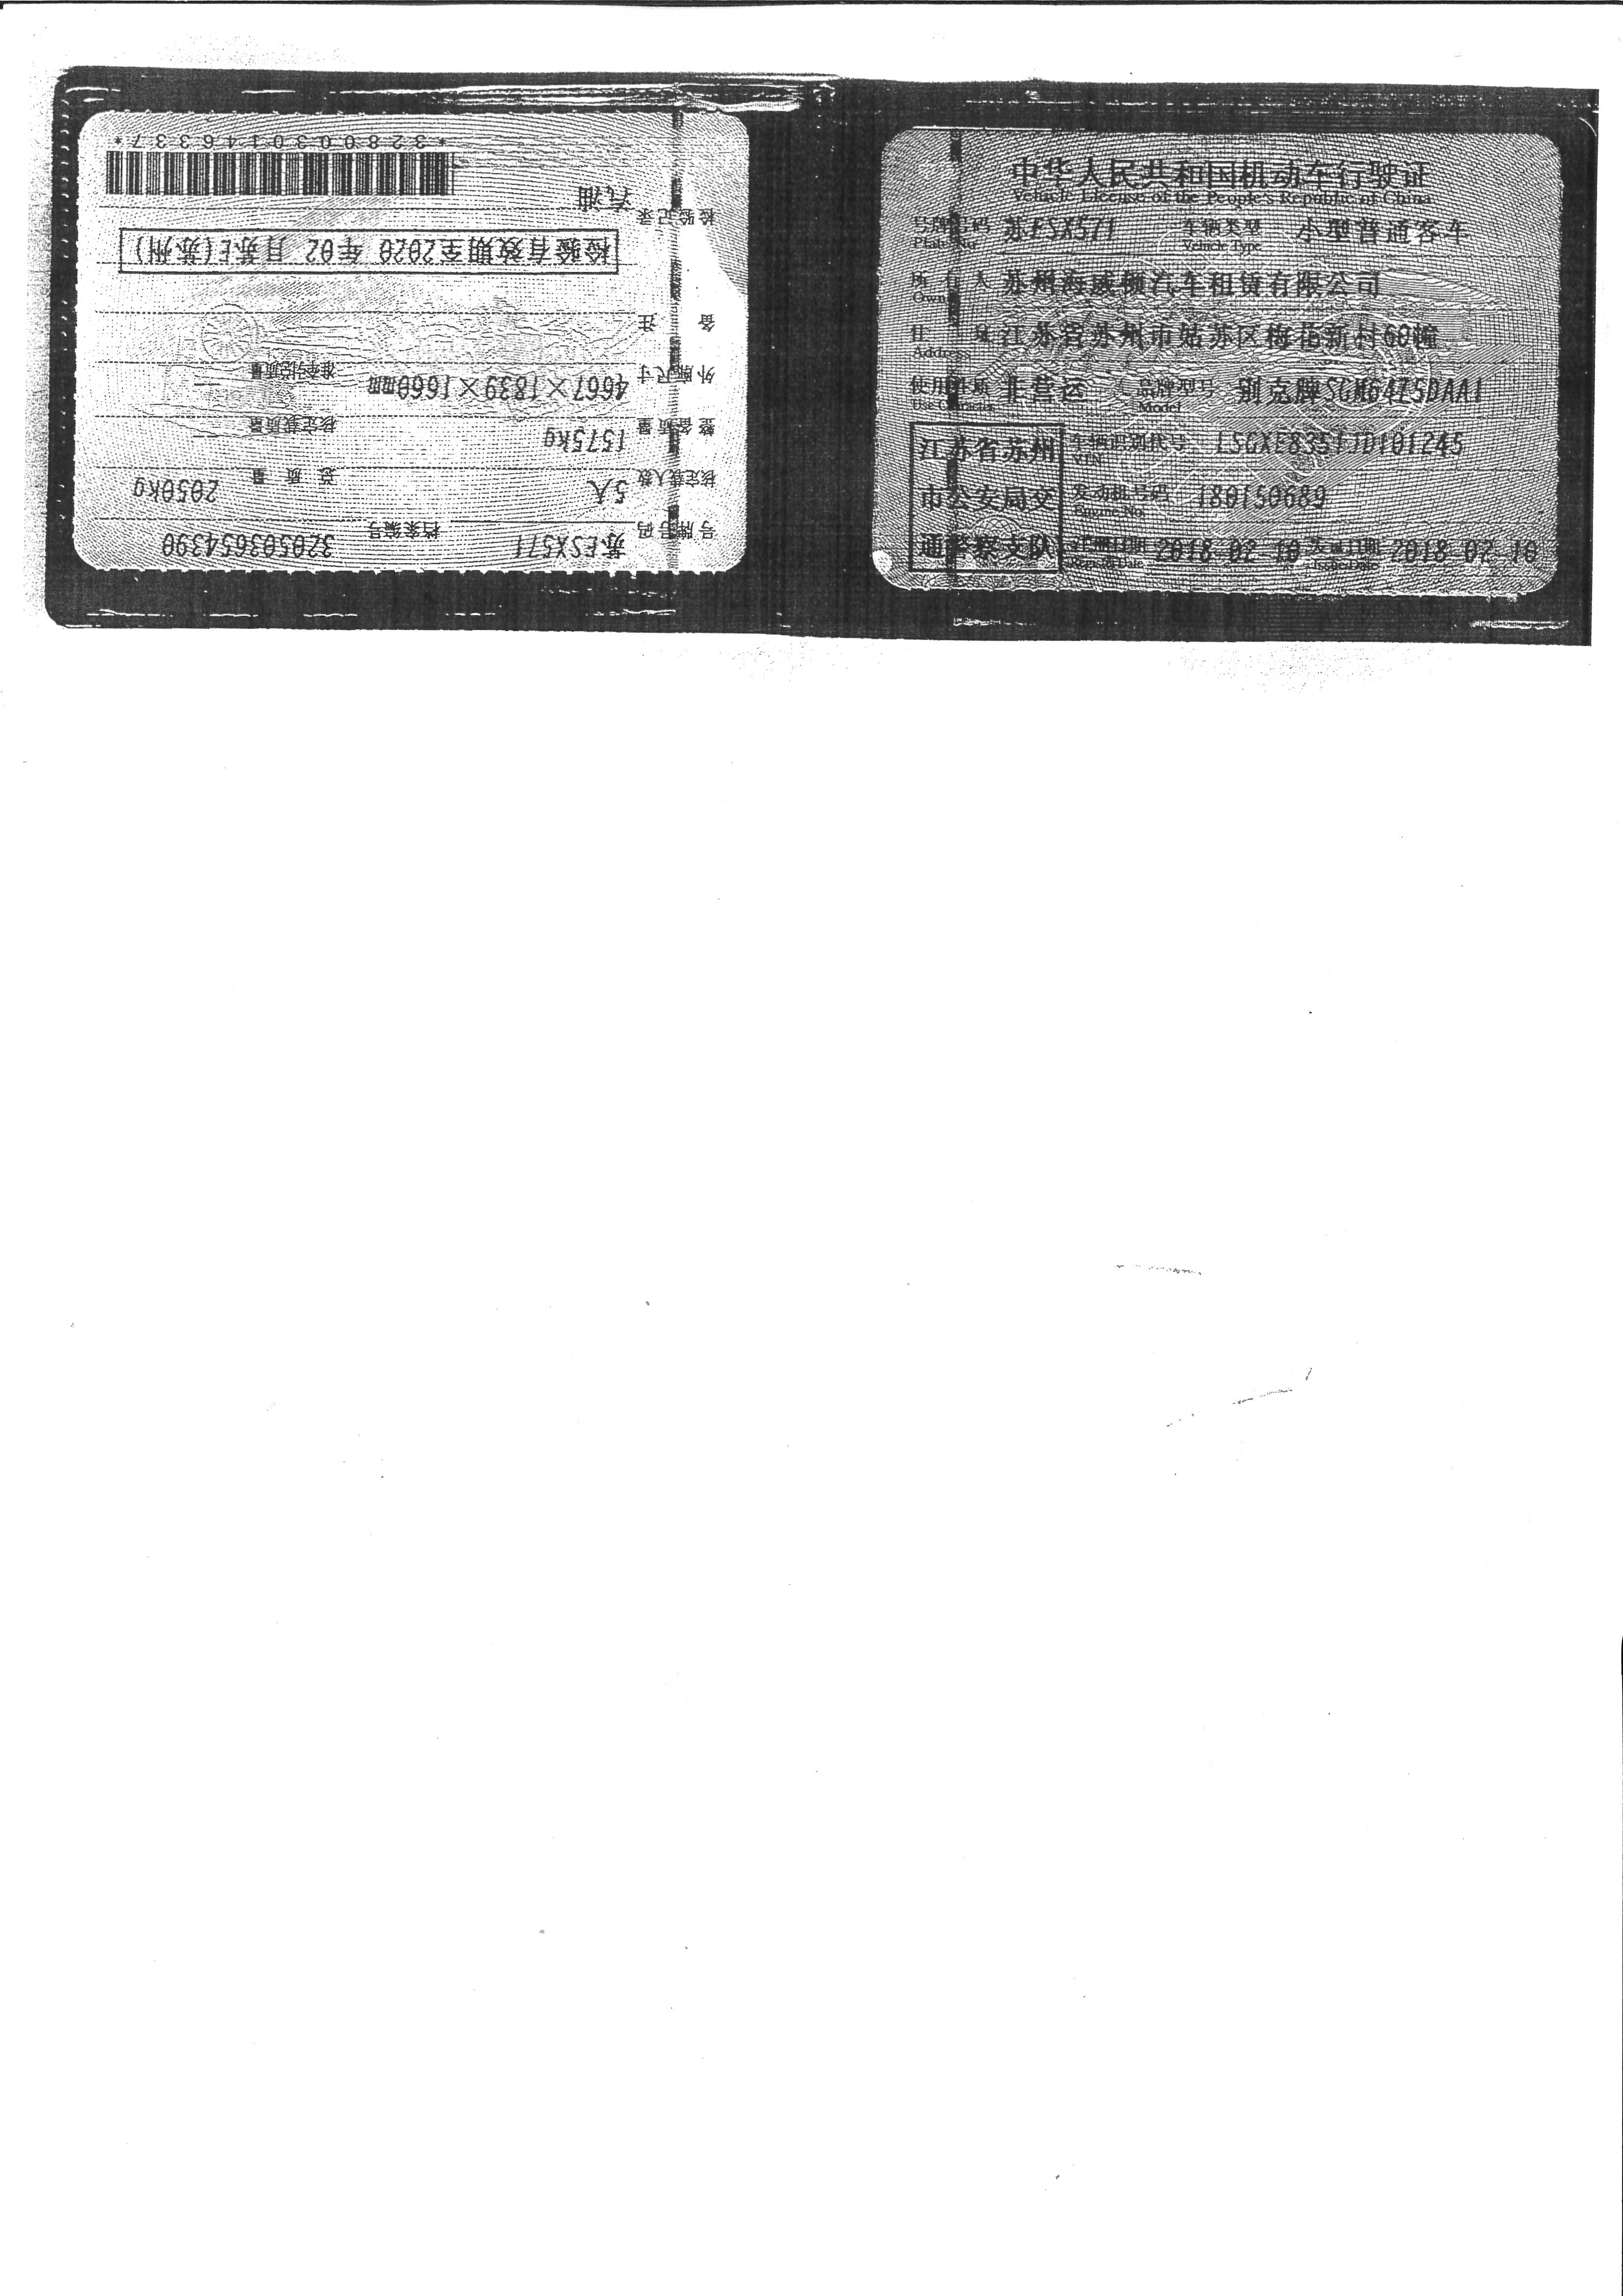 中华人民共和国机动车行驶证
Vehicle License of the People's Republic of China
号牌号码 苏ESX571 车辆类型 小型普通客车
Plate No. Vehicle Type
所有人 苏州海威顿汽车租赁有限公司
Owner
住址 江苏省苏州市姑苏区梅花新村60幢
Address
使用性质 非营运 品牌型号 别克牌SGM6475DAA1
Use Character Model
江苏省苏州
市公安局交
通警察支队
车辆识别代号 LSGXE8351JD101245
VIN
发动机号码 180150689
Engine No.
注册日期 2018-02-10 发证日期 2018-02-10
Register Date Issue Date
号牌号码 苏ESX571 档案编号 320503654390
核定载人数 5人 总质量 2050kg
整备质量 1575kg 核定载质量
外廓尺寸 4667×1839×1660mm 准牵引总质量
备注
检验有效期至2020年02月苏E(苏州)
检验记录
汽油
*3280030146337*